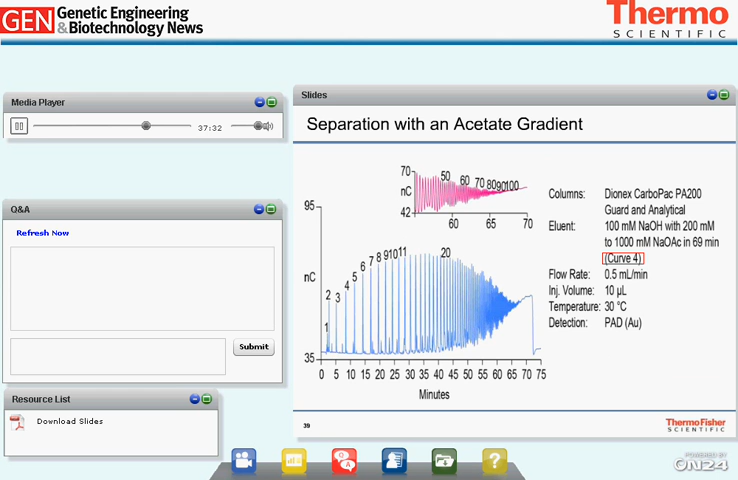 GEN Genetic Engineering
& Biotechnology News
Thermo
SCIENTIFIC
Media Player
37:32
Q&A
Refresh Now
Submit
Resource List
Download Slides
Slides
Separation with an Acetate Gradient
70
nC
42
50 60 70 80 90 100
60 70
95
nC
35
1 2 3 4 5 6 7 8 9 10 11 20
0 5 10 15 20 25 30 35 40 45 50 55 60 65 70 75
Minutes
Columns: Dionex CarboPac PA200
Guard and Analytical
Eluent: 100 mM NaOH with 200 mM
to 1000 mM NaOAc in 69 min
(Curve 4)
Flow Rate: 0.5 mL/min
Inj. Volume: 10 µL
Temperature: 30 °C
Detection: PAD (Au)
39
ThermoFisher
SCIENTIFIC
Q
A
?
POWERED BY
ON24